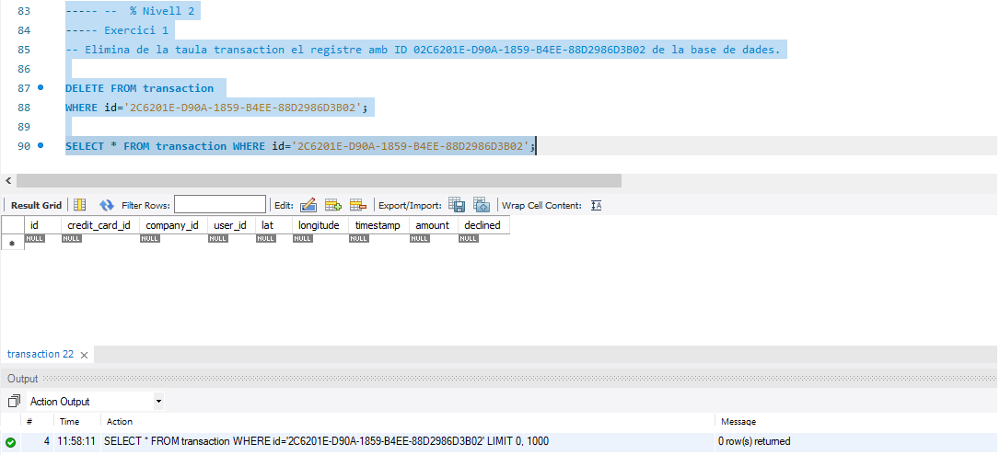 83 ----- -- % Nivell 2
84 ----- Exercici 1
85 -- Elimina de la taula transaction el registre amb ID 02C6201E-D90A-1859-B4EE-88D2986D3B02 de la base de dades.
86
87 DELETE FROM transaction
88 WHERE id='2C6201E-D90A-1859-B4EE-88D2986D3B02';
89
90 SELECT * FROM transaction WHERE id='2C6201E-D90A-1859-B4EE-88D2986D3B02';
Result Grid Filter Rows: Edit: Export/Import: Wrap Cell Content:
id credit_card_id company_id user_id lat longitude timestamp amount declined
NULL NULL NULL NULL NULL NULL NULL NULL NULL
transaction 22
Output
Action Output
# Time Action Message
4 11:58:11 SELECT * FROM transaction WHERE id='2C6201E-D90A-1859-B4EE-88D2986D3B02' LIMIT 0, 1000 0 row(s) returned